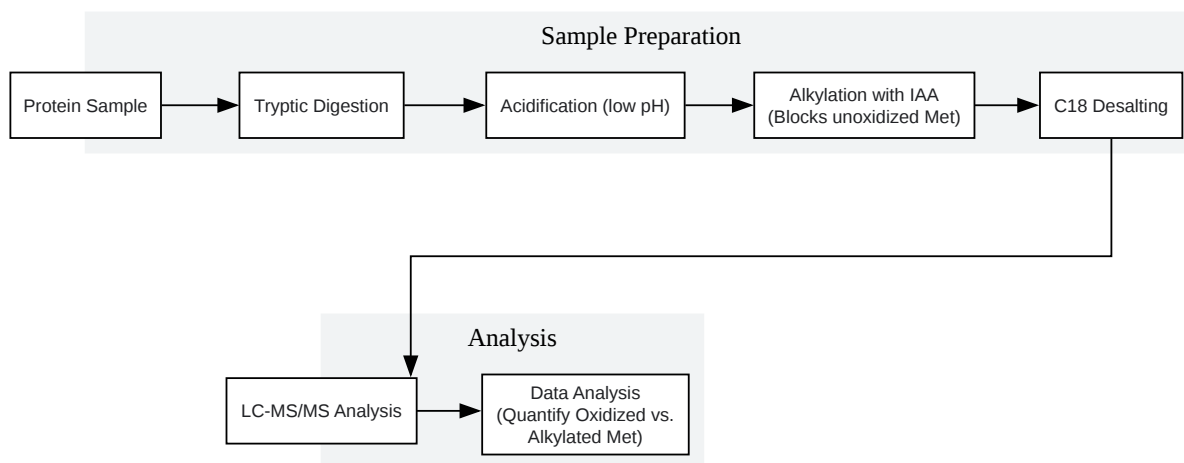 Sample Preparation
Protein Sample
Tryptic Digestion
Acidification (low pH)
Alkylation with IAA
(Blocks unoxidized Met)
C18 Desalting
Analysis
LC-MS/MS Analysis
Data Analysis
(Quantify Oxidized vs.
Alkylated Met)